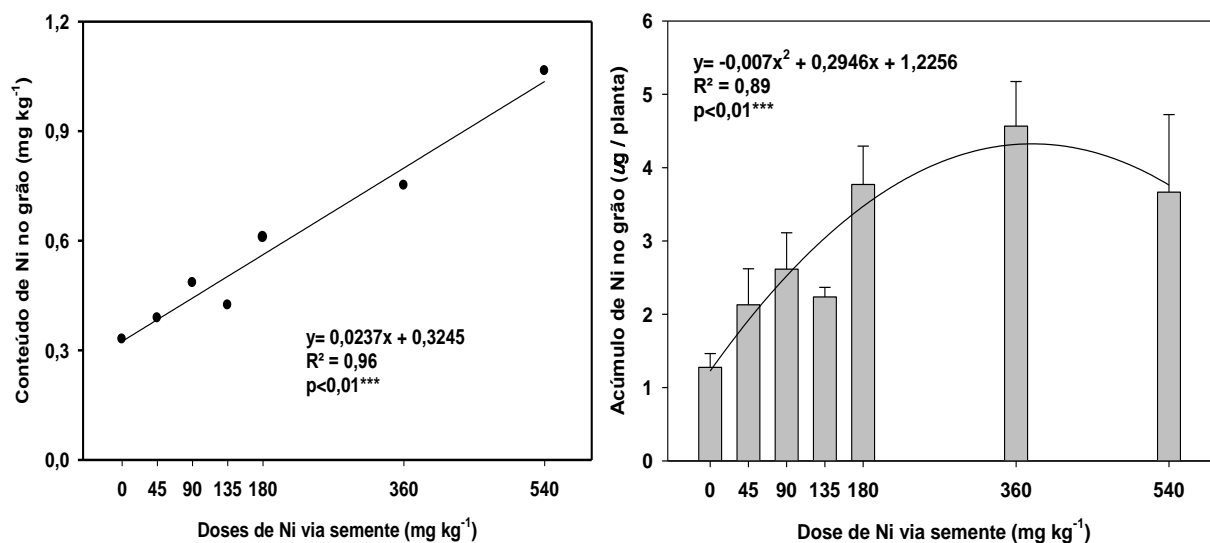 Conteúdo de Ni no grão (mg kg⁻¹)
1,2
0,9
0,6
0,3
0,0
y= 0,0237x + 0,3245
R² = 0,96
p<0,01***
0 45 90 135 180 360 540
Doses de Ni via semente (mg kg⁻¹)
Acúmulo de Ni no grão (ug / planta)
6
5
4
3
2
1
0
y= -0,007x² + 0,2946x + 1,2256
R² = 0,89
p<0,01***
0 45 90 135 180 360 540
Dose de Ni via semente (mg kg⁻¹)